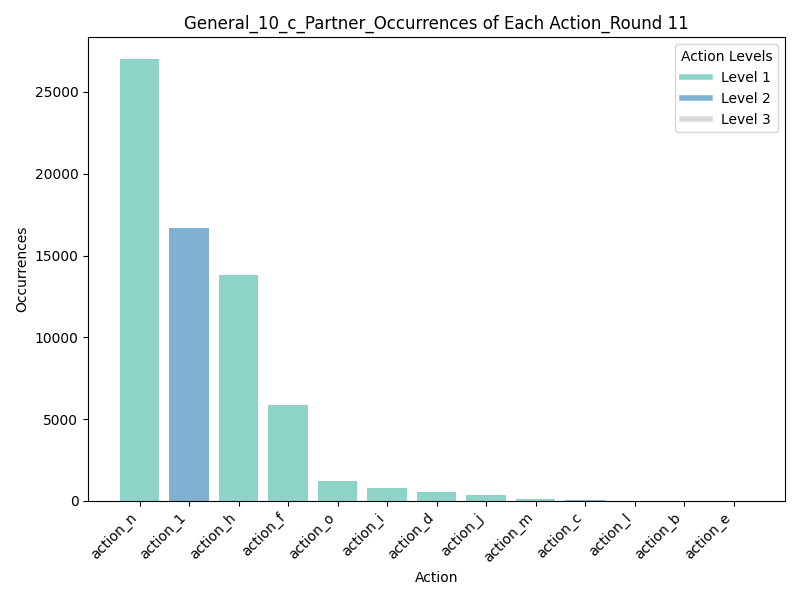 General_10_c_Partner_Occurrences of Each Action_Round 11
Action Levels
Level 1
Level 2
Level 3
Occurrences
25000
20000
15000
10000
5000
0
action_n
action_1
action_h
action_f
action_o
action_i
action_d
action_j
action_m
action_c
action_l
action_b
action_e
Action